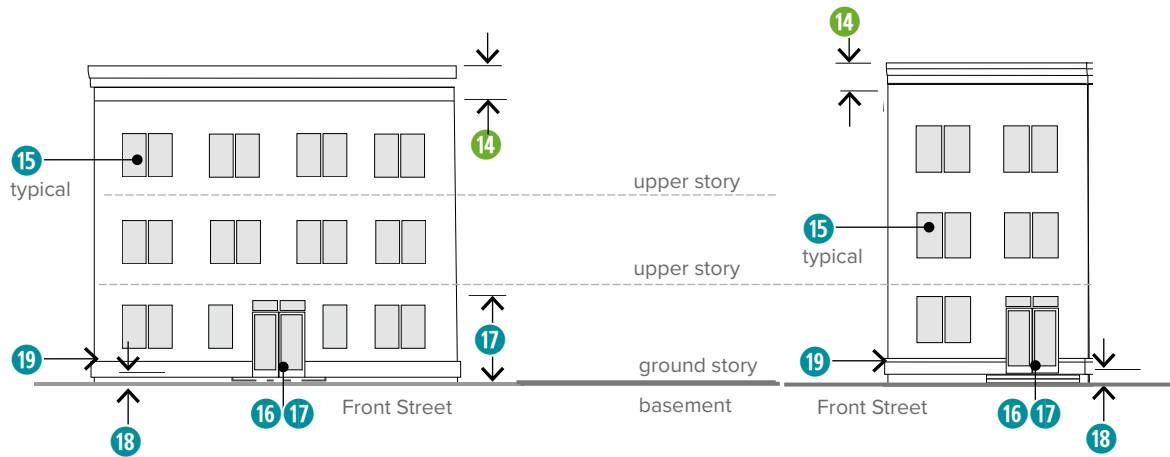 14
14
15
typical
upper story
15
typical
upper story
17
19
ground story
19
18
16 17
Front Street
basement
Front Street
16 17
18